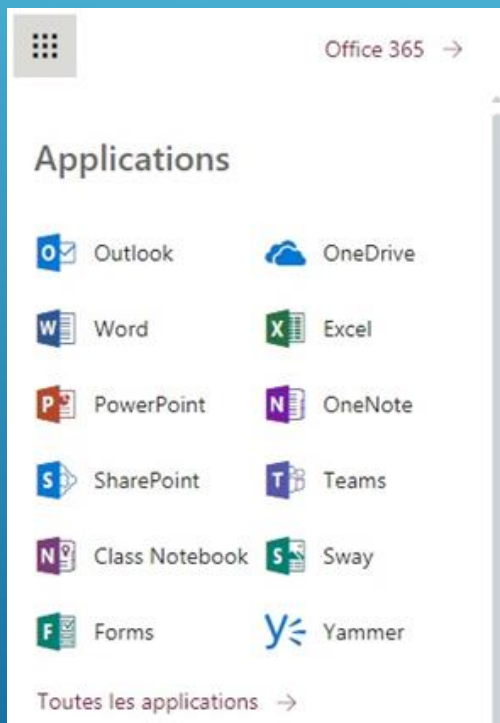 Office 365 →
Applications
Outlook OneDrive
Word Excel
PowerPoint OneNote
SharePoint Teams
Class Notebook Sway
Forms Yammer
Toutes les applications →